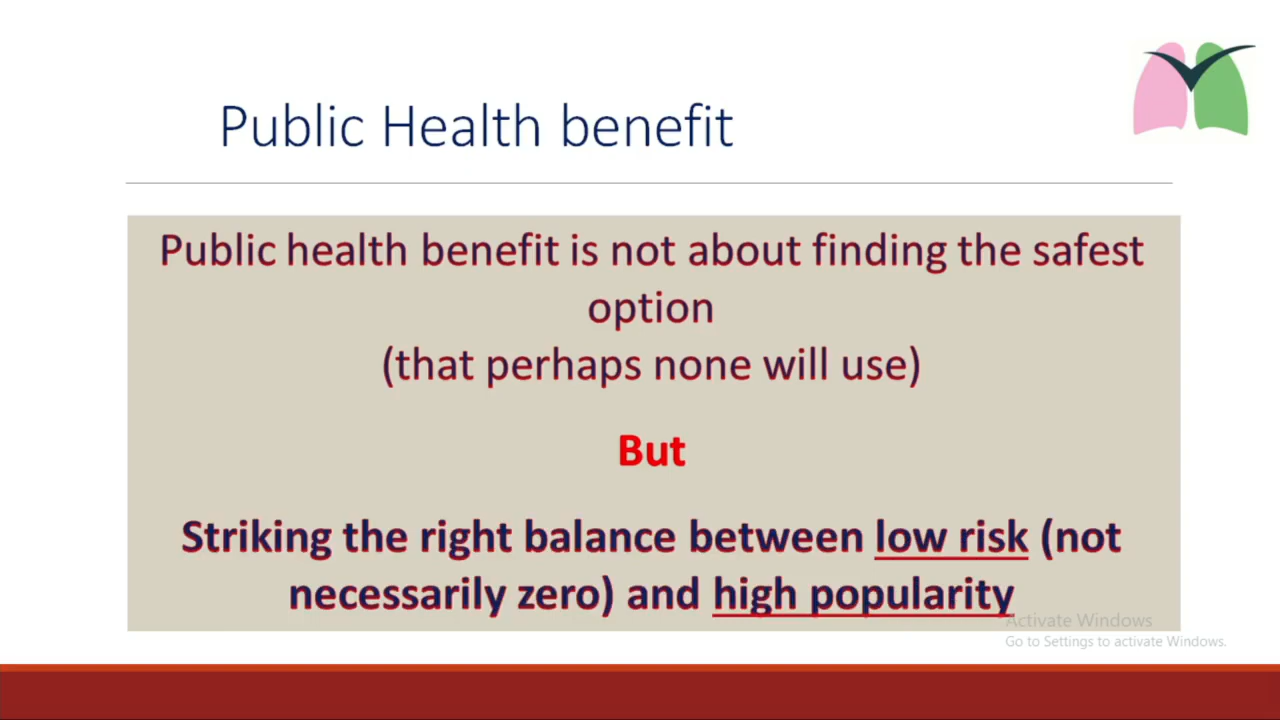 Public Health benefit
Public health benefit is not about finding the safest
option
(that perhaps none will use)
But
Striking the right balance between low risk (not
necessarily zero) and high popularity
Activate Windows
Go to Settings to activate Windows.